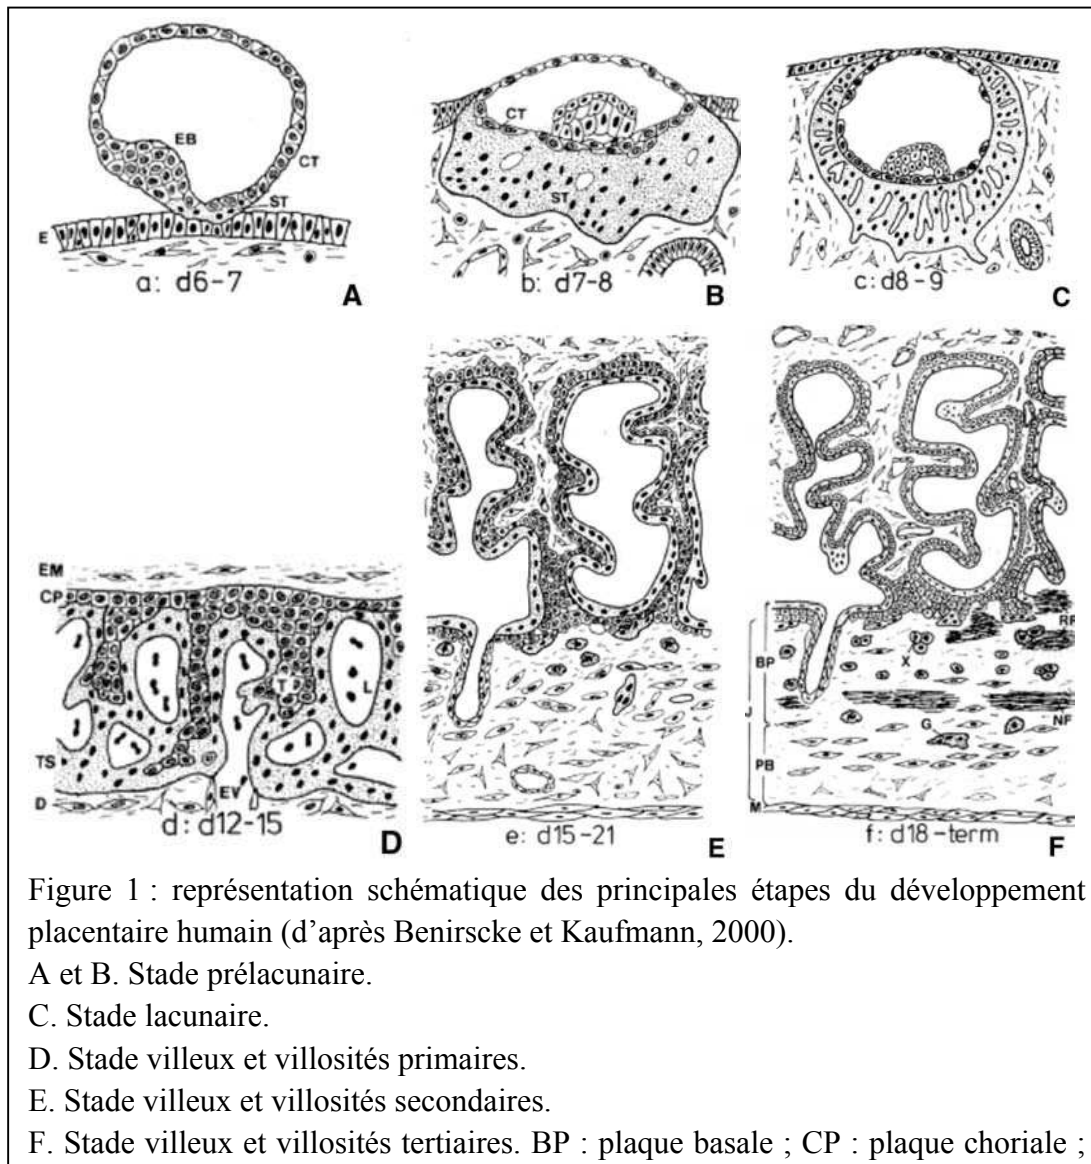 EB
CT
ST
E
a: d6-7
A
CT
ST
b: d7-8
B
c: d8-9
C
EM
CP
T
L
TS
D
EV
d: d12-15
D
e: d15-21
E
RF
BP
X
J
G
NF
PB
M
f: d18-term
F
Figure 1 : représentation schématique des principales étapes du développement
placentaire humain (d'après Benirscke et Kaufmann, 2000).
A et B. Stade prélacunaire.
C. Stade lacunaire.
D. Stade villeux et villosités primaires.
E. Stade villeux et villosités secondaires.
F. Stade villeux et villosités tertiaires. BP : plaque basale ; CP : plaque choriale ;